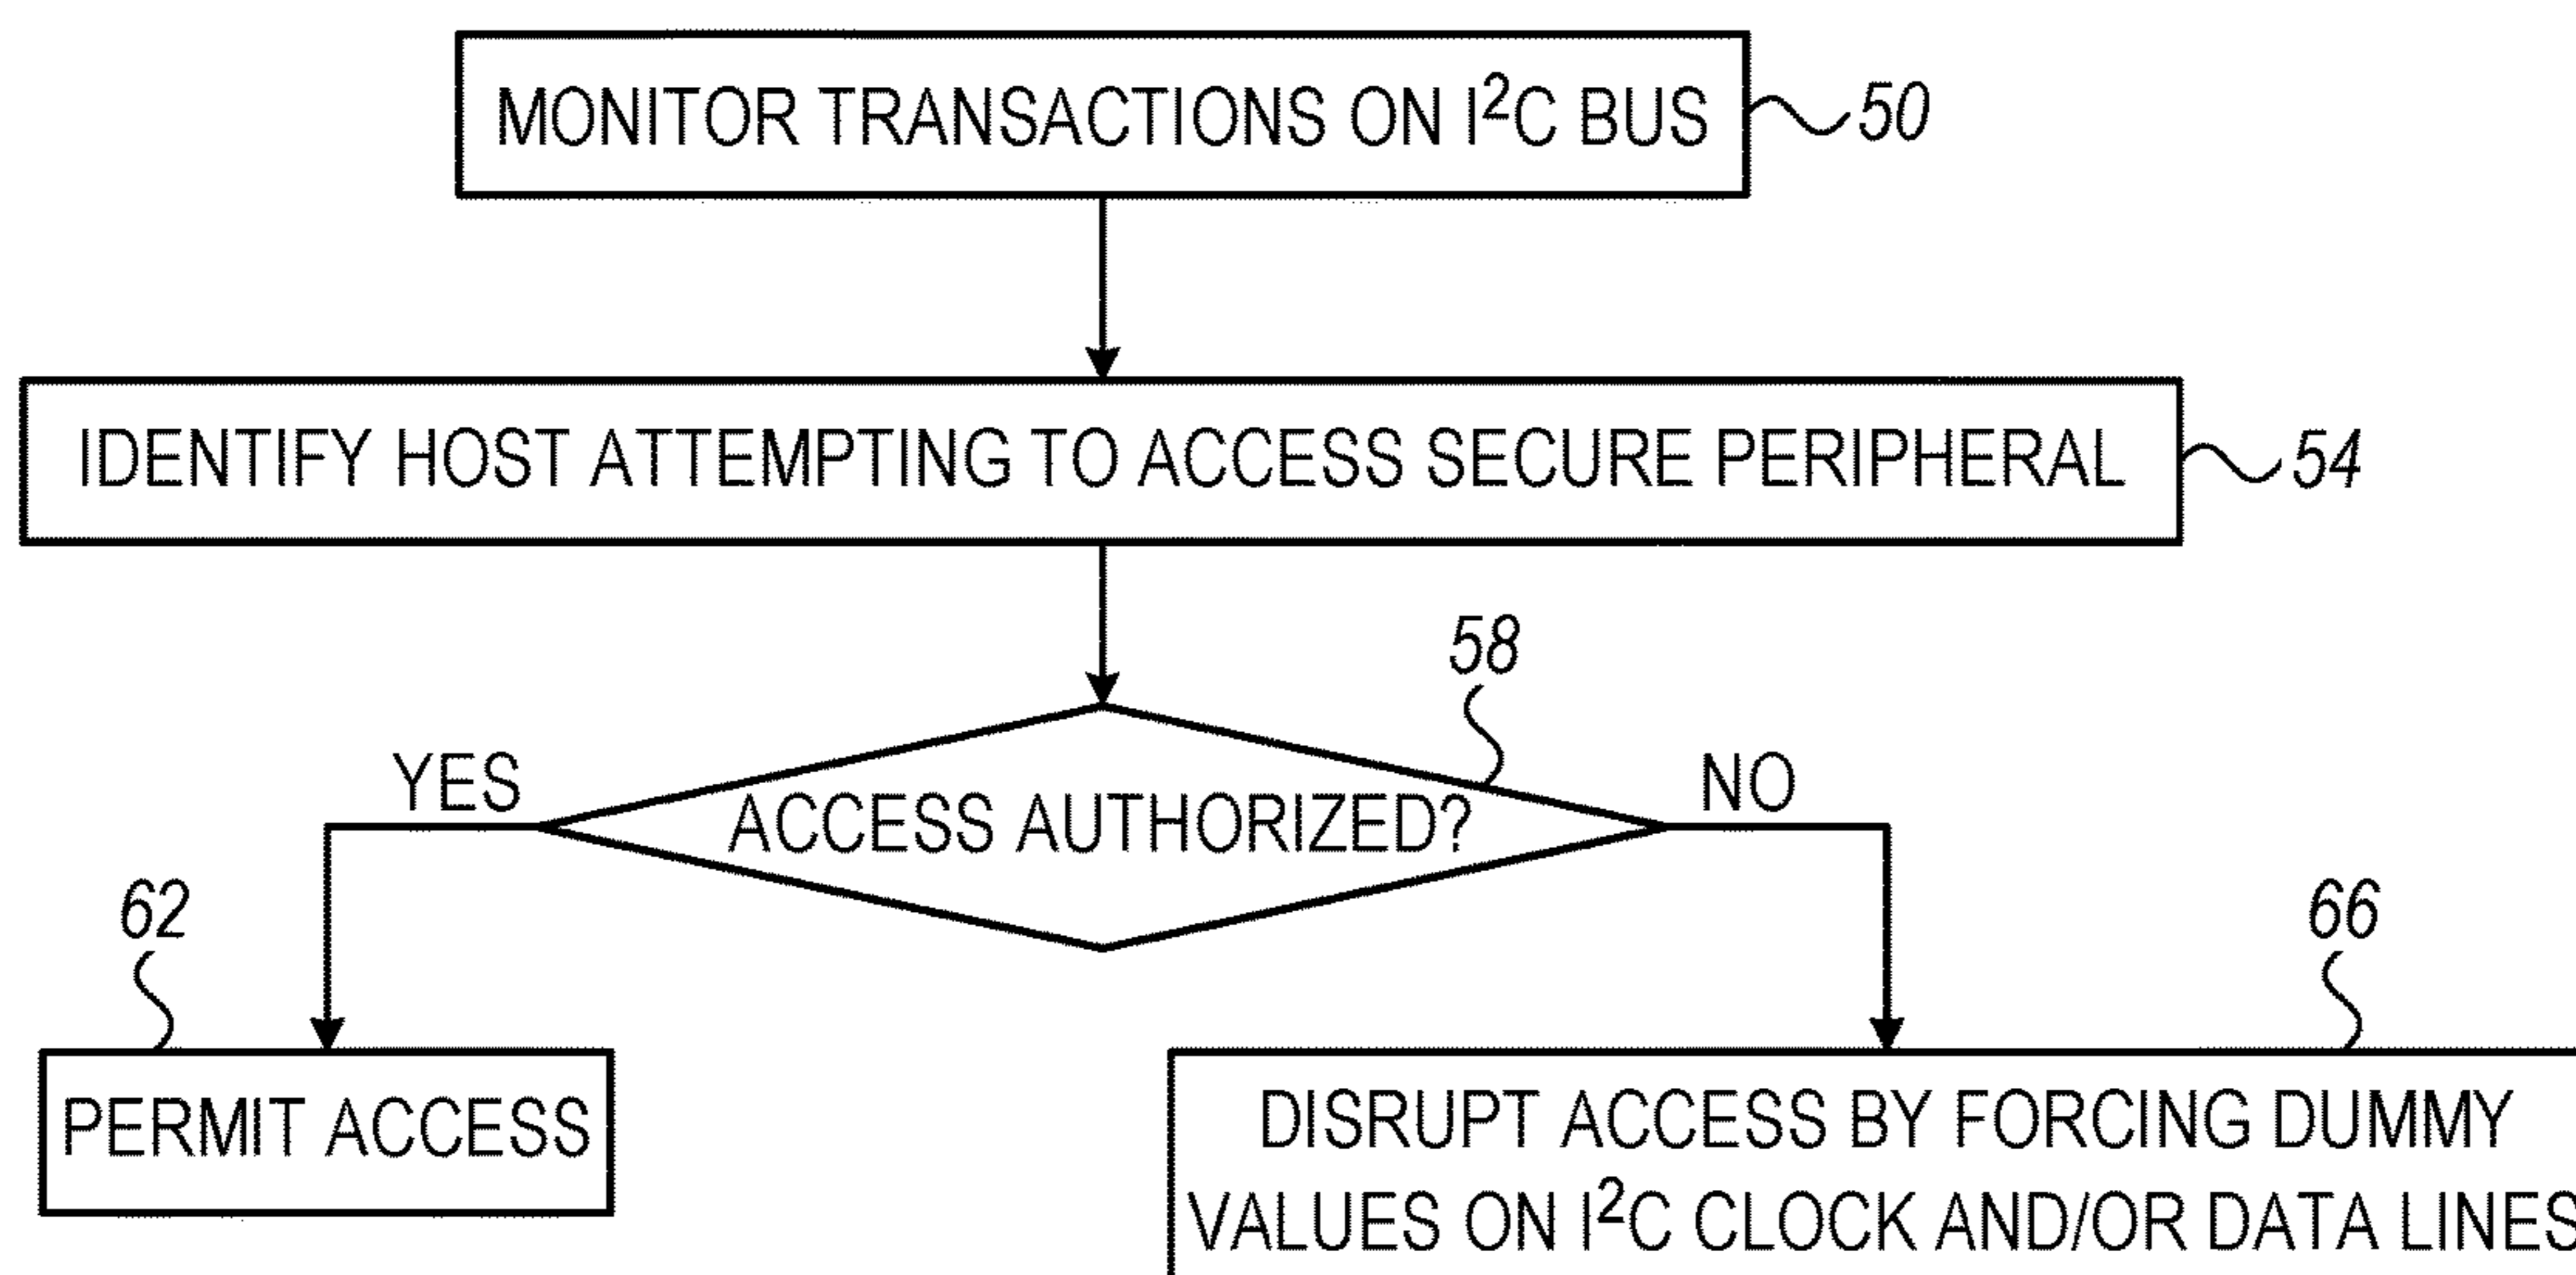 MONITOR TRANSACTIONS ON I²C BUS
50
IDENTIFY HOST ATTEMPTING TO ACCESS SECURE PERIPHERAL
54
58
YES
ACCESS AUTHORIZED?
NO
62
66
PERMIT ACCESS
DISRUPT ACCESS BY FORCING DUMMY
VALUES ON I²C CLOCK AND/OR DATA LINES